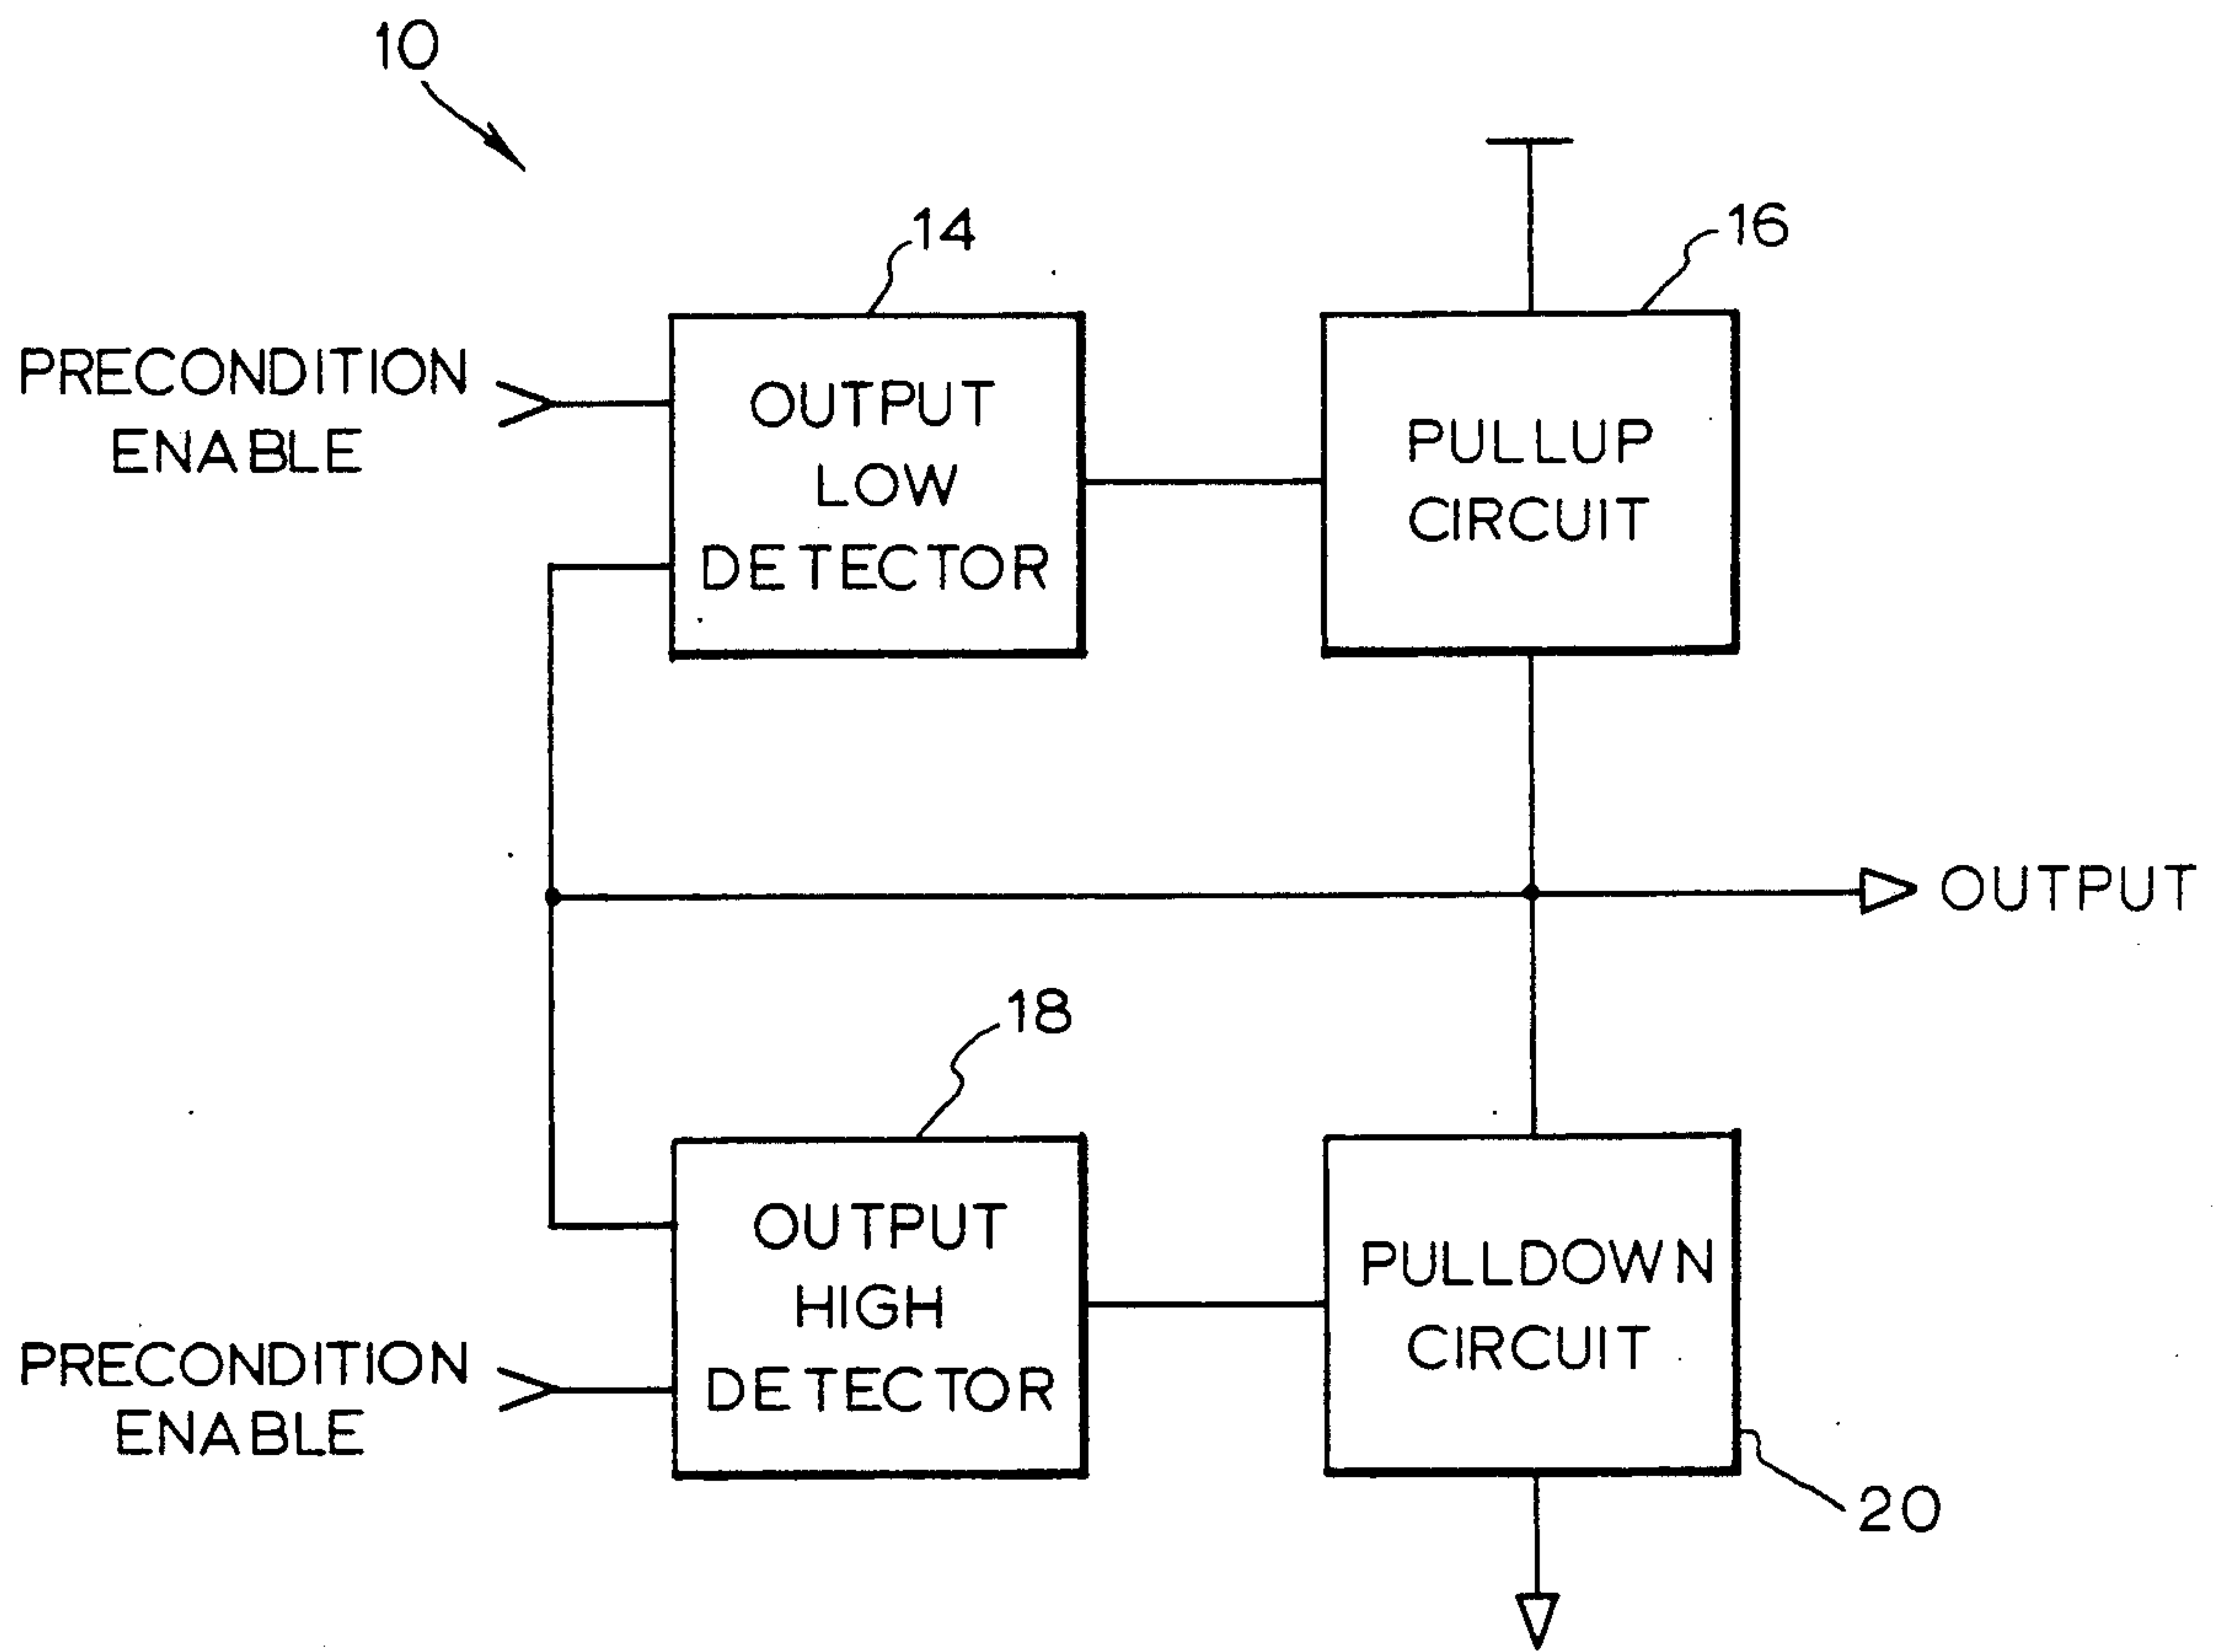 10
14
16
PRECONDITION
ENABLE
OUTPUT
LOW
DETECTOR
PULLUP
CIRCUIT
OUTPUT
18
OUTPUT
HIGH
DETECTOR
PULLDOWN
CIRCUIT
PRECONDITION
ENABLE
20